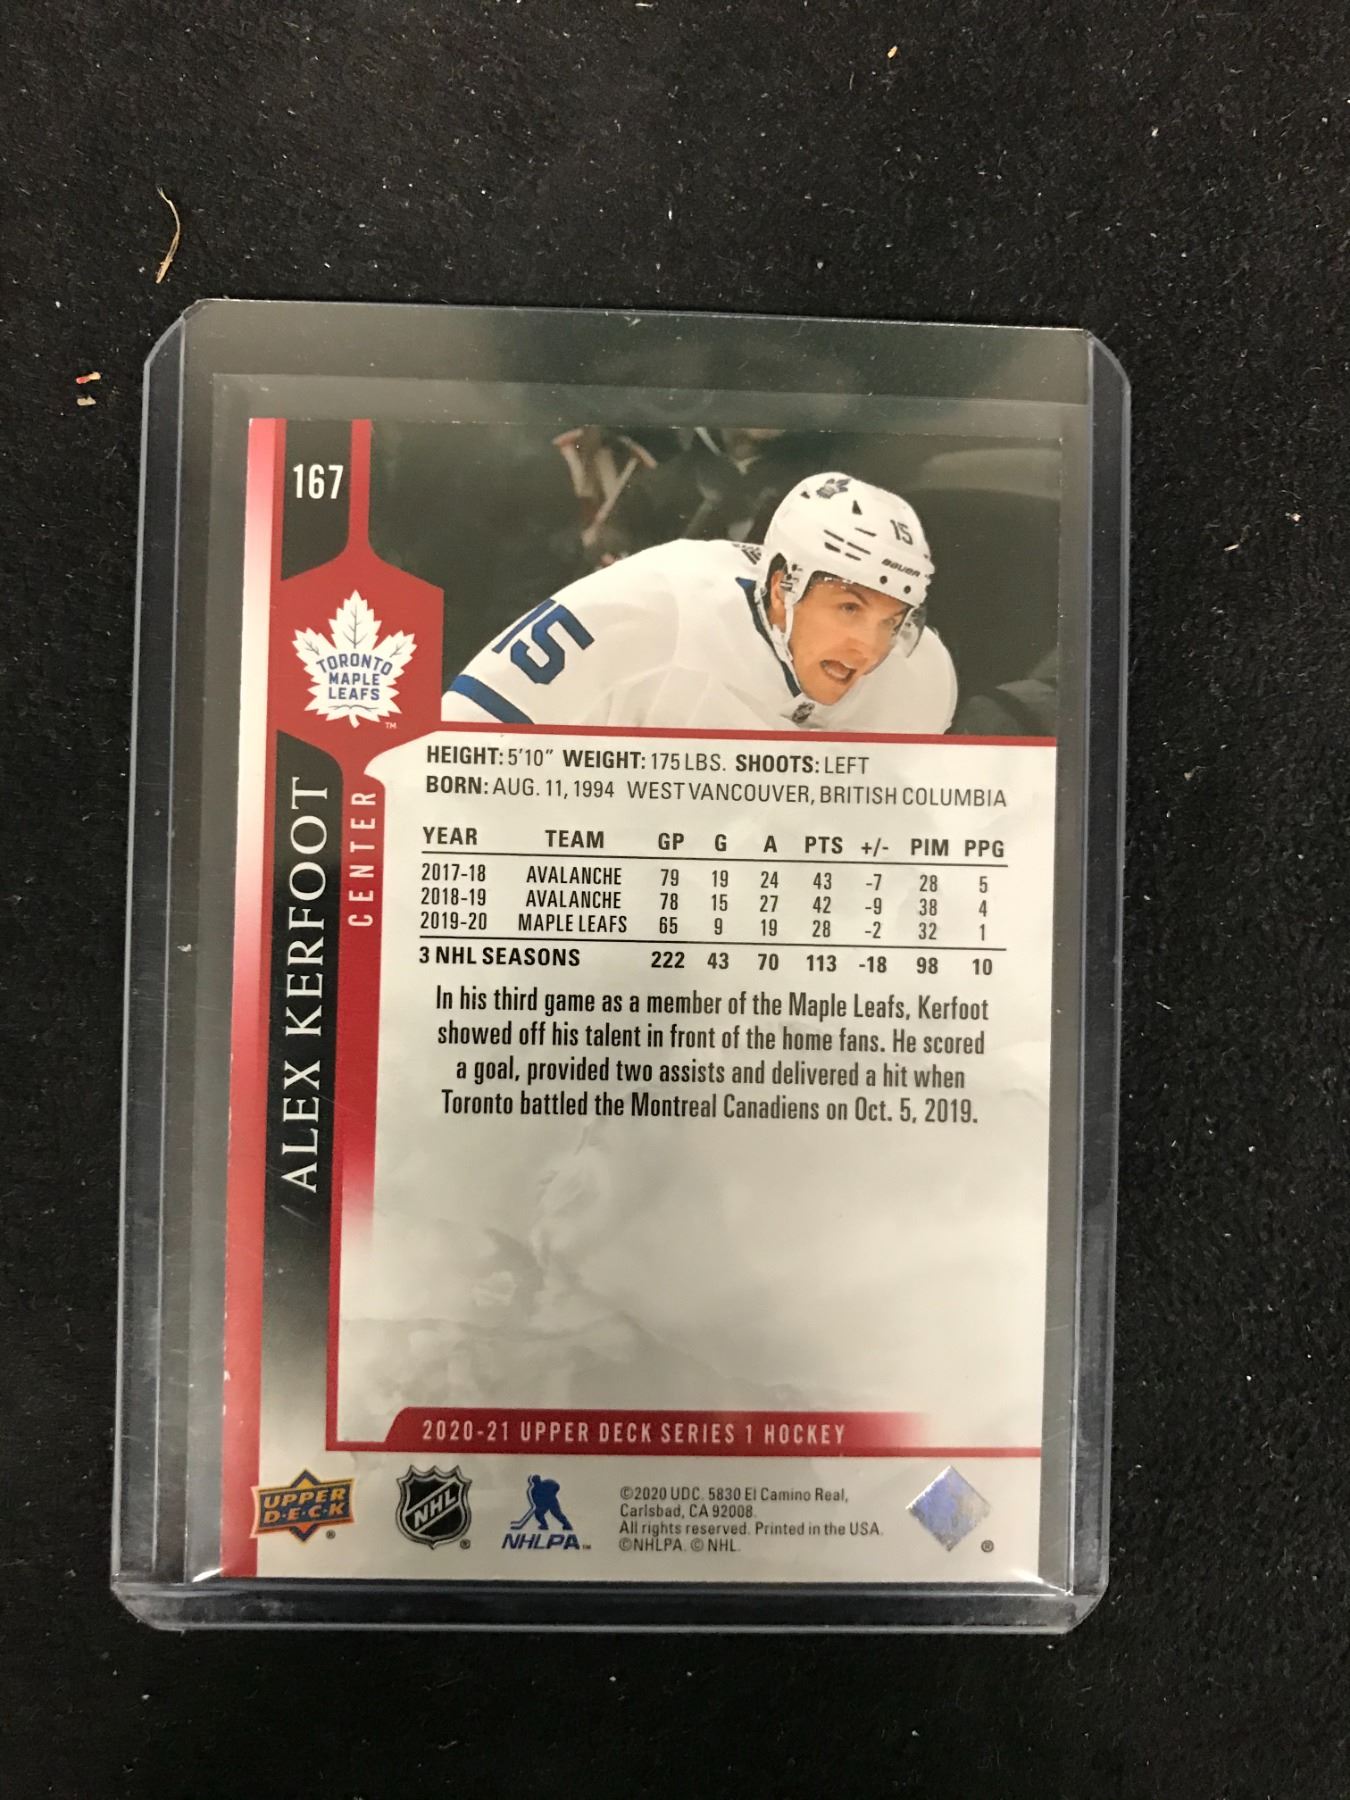 167
15
BAUER
15
TORONTO
MAPLE
LEAFS
TM
ALEX KERFOOT
CENTER
HEIGHT: 5'10" WEIGHT: 175 LBS. SHOOTS: LEFT
BORN: AUG. 11, 1994 WEST VANCOUVER, BRITISH COLUMBIA
YEAR TEAM GP G A PTS +/- PIM PPG
2017-18 AVALANCHE 79 19 24 43 -7 28 5
2018-19 AVALANCHE 78 15 27 42 -9 38 4
2019-20 MAPLE LEAFS 65 9 19 28 -2 32 1
3 NHL SEASONS 222 43 70 113 -18 98 10
In his third game as a member of the Maple Leafs, Kerfoot
showed off his talent in front of the home fans. He scored
a goal, provided two assists and delivered a hit when
Toronto battled the Montreal Canadiens on Oct. 5, 2019.
2020-21 UPPER DECK SERIES 1 HOCKEY
UPPER
D·E·C·K
®
NHL
®
NHLPA™
©2020 UDC. 5830 El Camino Real,
Carlsbad, CA 92008.
All rights reserved. Printed in the USA.
©NHLPA. © NHL.
®